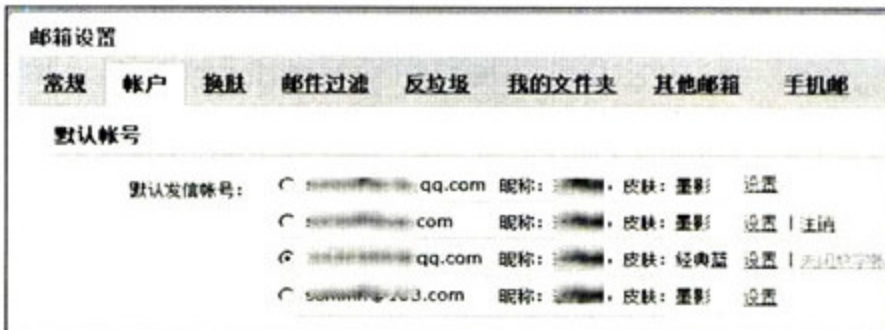 邮箱设置
常规 帐户 换肤 邮件过滤 反垃圾 我的文件夹 其他邮箱 手机邮
默认帐号
默认发信帐号： qq.com 昵称： ，皮肤：墨影 设置
com 昵称： ，皮肤：墨影 设置 | 注销
qq.com 昵称： ，皮肤：经典蓝 设置 |
.com 昵称： ，皮肤：墨影 设置